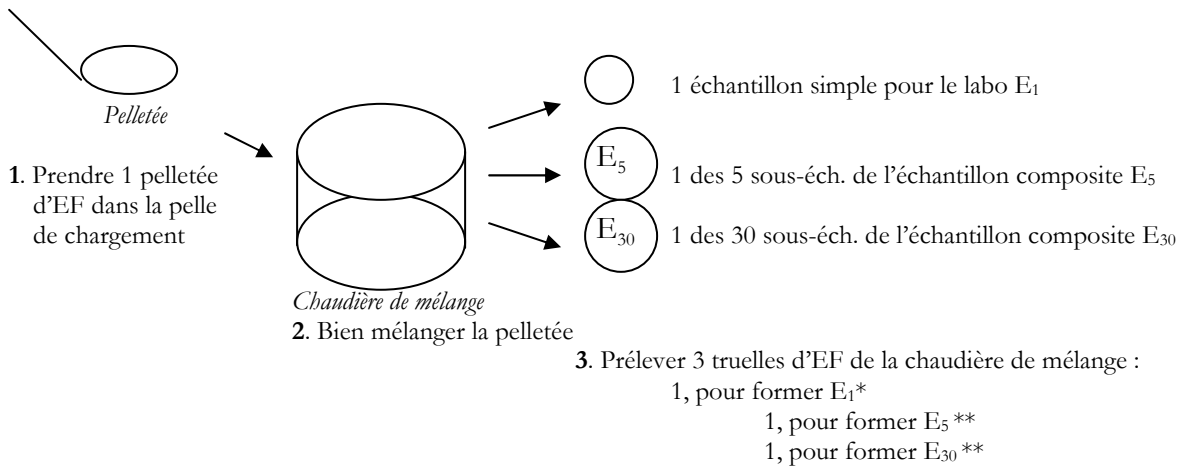 Pelletée
1. Prendre 1 pelletée
d’EF dans la pelle
de chargement
Chaudière de mélange
2. Bien mélanger la pelletée
1 échantillon simple pour le labo E₁
E₅
1 des 5 sous-éch. de l’échantillon composite E₅
E₃₀
1 des 30 sous-éch. de l’échantillon composite E₃₀
3. Prélever 3 truelles d’EF de la chaudière de mélange :
1, pour former E₁*
1, pour former E₅ **
1, pour former E₃₀ **